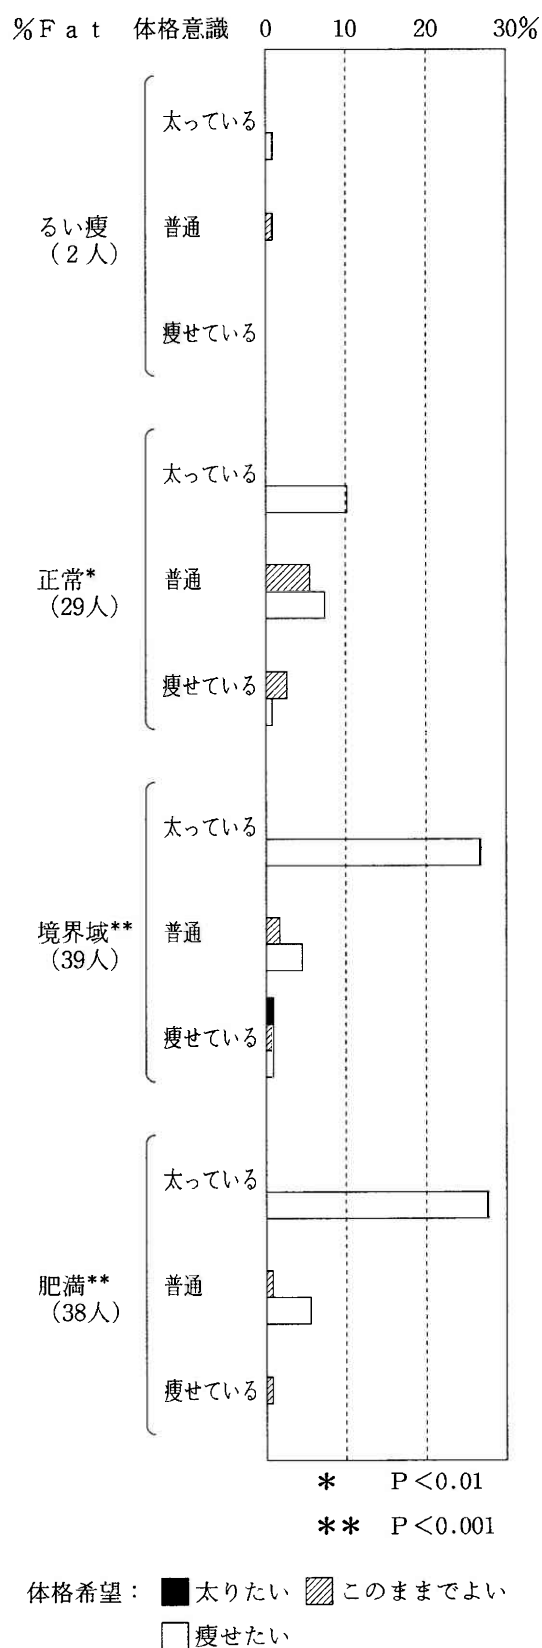 %Fat 体格意識 0 10 20 30%
太っている
るい痩 普通
(2人)
痩せている
太っている
正常* 普通
(29人)
痩せている
太っている
境界域** 普通
(39人)
痩せている
太っている
肥満** 普通
(38人)
痩せている
* P<0.01
** P<0.001
体格希望: 太りたい このままでよい
痩せたい